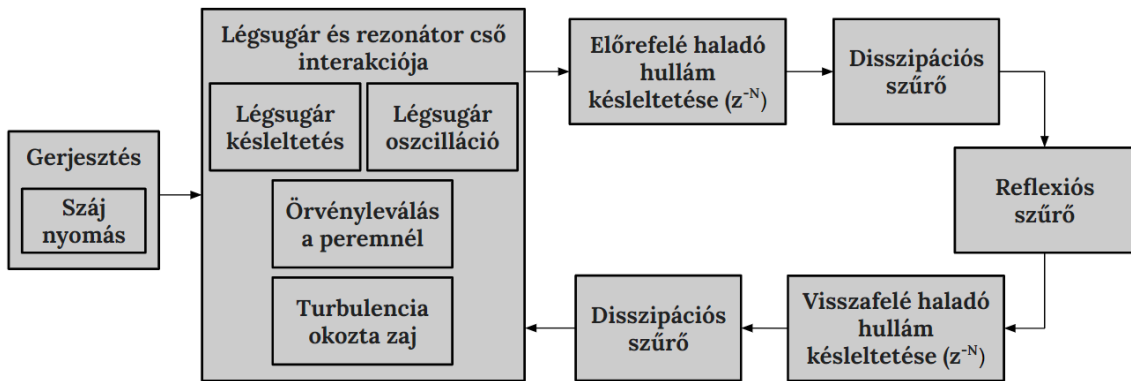 Gerjesztés
Száj
nyomás
Légsugár és rezonátor cső
interakciója
Légsugár
késleltetés
Légsugár
oszcilláció
Örvényleválás
a peremnél
Turbulencia
okozta zaj
Előrefelé haladó
hullám
késleltetése (z⁻ᴺ)
Disszipációs
szűrő
Reflexiós
szűrő
Visszafelé haladó
hullám
késleltetése (z⁻ᴺ)
Disszipációs
szűrő